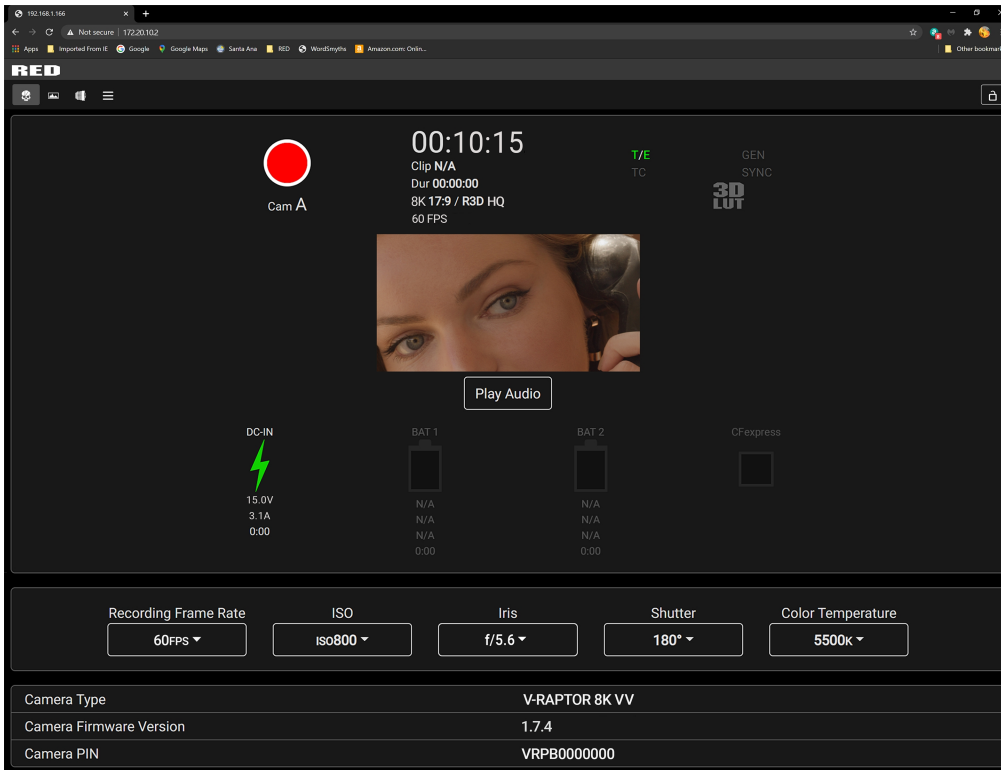 192.168.1.166
Not secure | 172.20.10.2
Apps Imported From IE Google Google Maps Santa Ana RED WordSmyths Amazon.com: Onlin... Other bookmark
RED
00:10:15
Clip N/A
Dur 00:00:00
8K 17:9 / R3D HQ
60 FPS
Cam A
T/E
TC
GEN
SYNC
3D
LUT
Play Audio
DC-IN
15.0V
3.1A
0:00
BAT 1
N/A
N/A
N/A
0:00
BAT 2
N/A
N/A
N/A
0:00
CFexpress
Recording Frame Rate
60FPS
ISO
ISO800
Iris
f/5.6
Shutter
180°
Color Temperature
5500K
Camera Type V-RAPTOR 8K VV
Camera Firmware Version 1.7.4
Camera PIN VRPB0000000